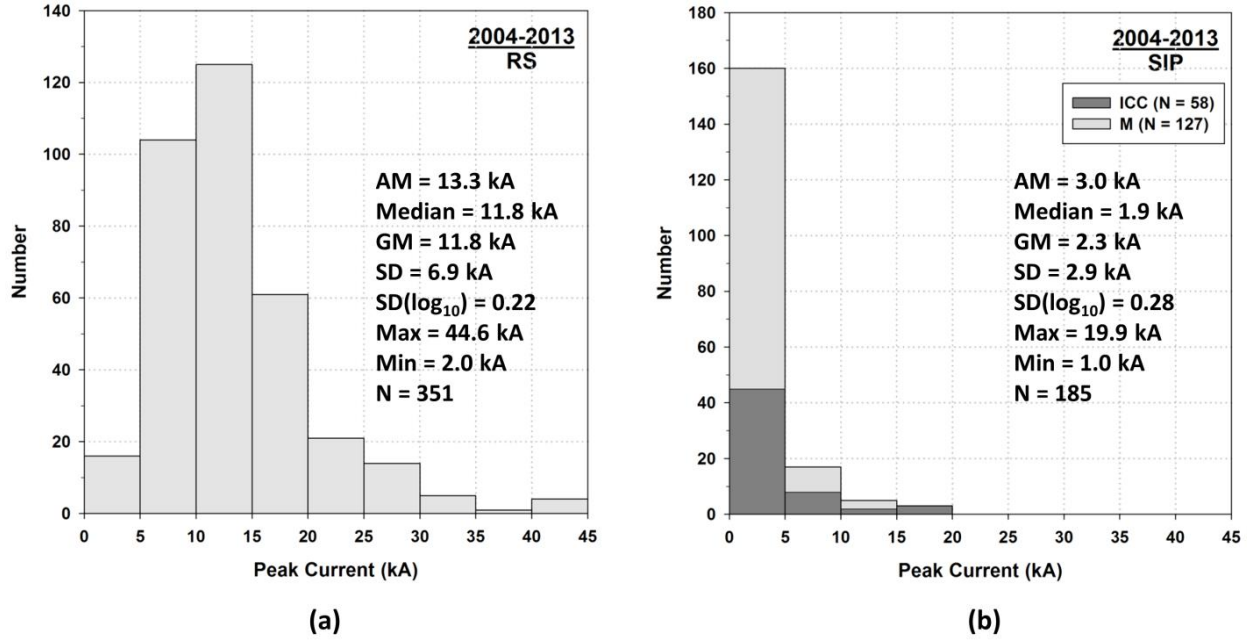 140
120
100
80
60
40
20
0
Number
2004-2013
RS
AM = 13.3 kA
Median = 11.8 kA
GM = 11.8 kA
SD = 6.9 kA
SD(log₁₀) = 0.22
Max = 44.6 kA
Min = 2.0 kA
N = 351
0 5 10 15 20 25 30 35 40 45
Peak Current (kA)
(a)
180
160
140
120
100
80
60
40
20
0
Number
2004-2013
SIP
ICC (N = 58)
M (N = 127)
AM = 3.0 kA
Median = 1.9 kA
GM = 2.3 kA
SD = 2.9 kA
SD(log₁₀) = 0.28
Max = 19.9 kA
Min = 1.0 kA
N = 185
0 5 10 15 20 25 30 35 40 45
Peak Current (kA)
(b)